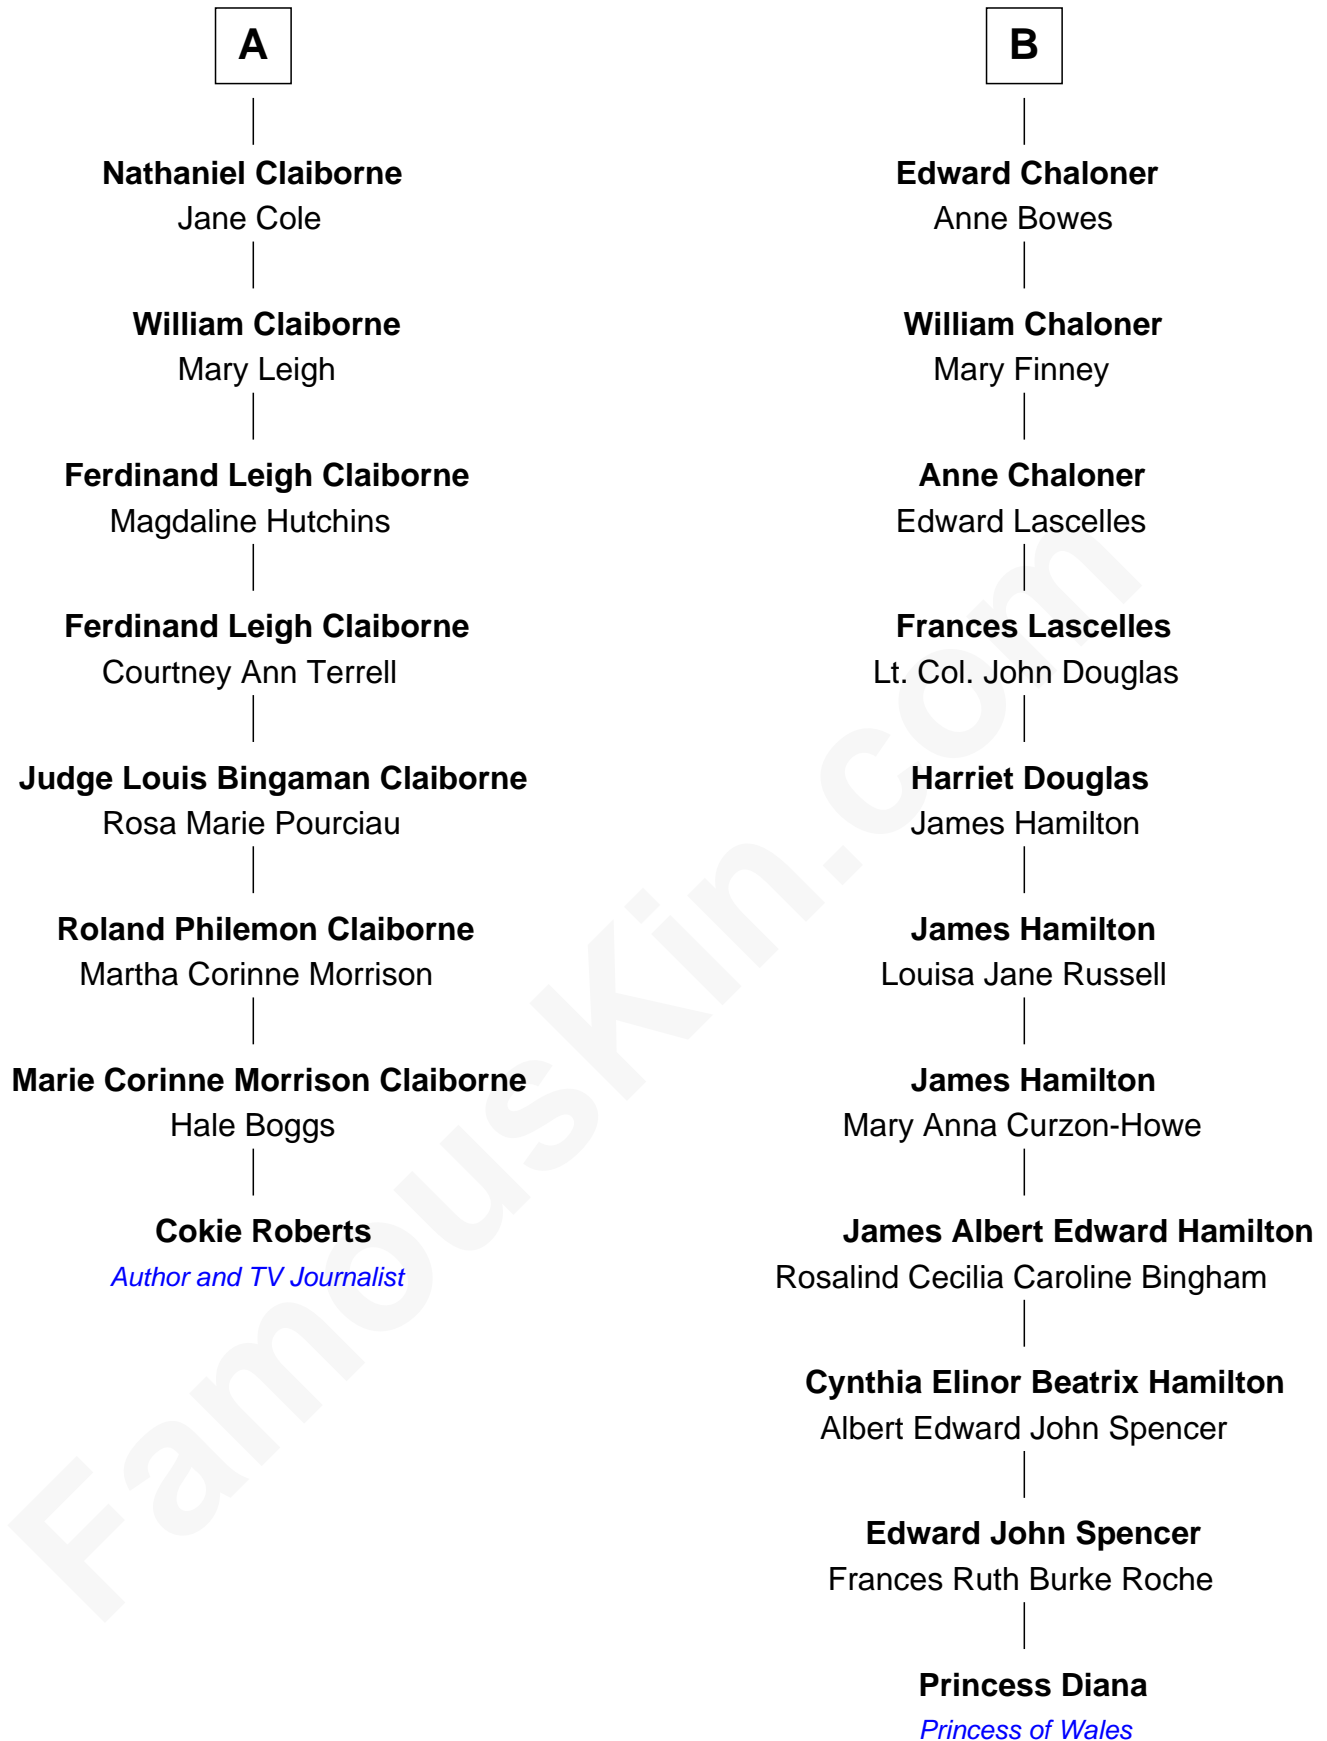 A
Nathaniel Claiborne
Jane Cole
William Claiborne
Mary Leigh
Ferdinand Leigh Claiborne
Magdaline Hutchins
Ferdinand Leigh Claiborne
Courtney Ann Terrell
Judge Louis Bingaman Claiborne
Rosa Marie Pourciau
Roland Philemon Claiborne
Martha Corinne Morrison
Marie Corinne Morrison Claiborne
Hale Boggs
Cokie Roberts
Author and TV Journalist
B
Edward Chaloner
Anne Bowes
William Chaloner
Mary Finney
Anne Chaloner
Edward Lascelles
Frances Lascelles
Lt. Col. John Douglas
Harriet Douglas
James Hamilton
James Hamilton
Louisa Jane Russell
James Hamilton
Mary Anna Curzon-Howe
James Albert Edward Hamilton
Rosalind Cecilia Caroline Bingham
Cynthia Elinor Beatrix Hamilton
Albert Edward John Spencer
Edward John Spencer
Frances Ruth Burke Roche
Princess Diana
Princess of Wales
FamousKin.com